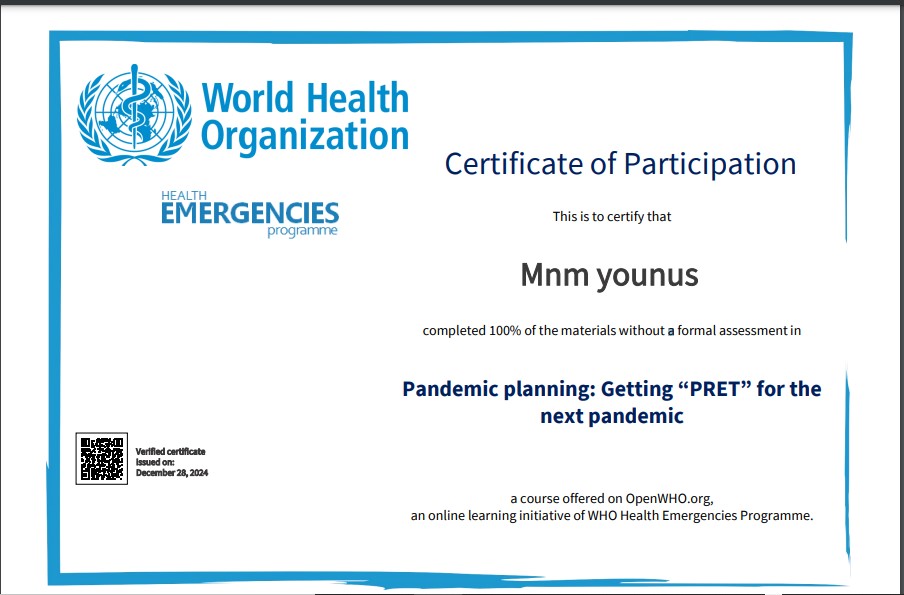 World Health
Organization
HEALTH
EMERGENCIES
programme
Certificate of Participation
This is to certify that
Mnm younus
completed 100% of the materials without a formal assessment in
Pandemic planning: Getting “PRET” for the
next pandemic
Verified certificate
Issued on:
December 28, 2024
a course offered on OpenWHO.org,
an online learning initiative of WHO Health Emergencies Programme.